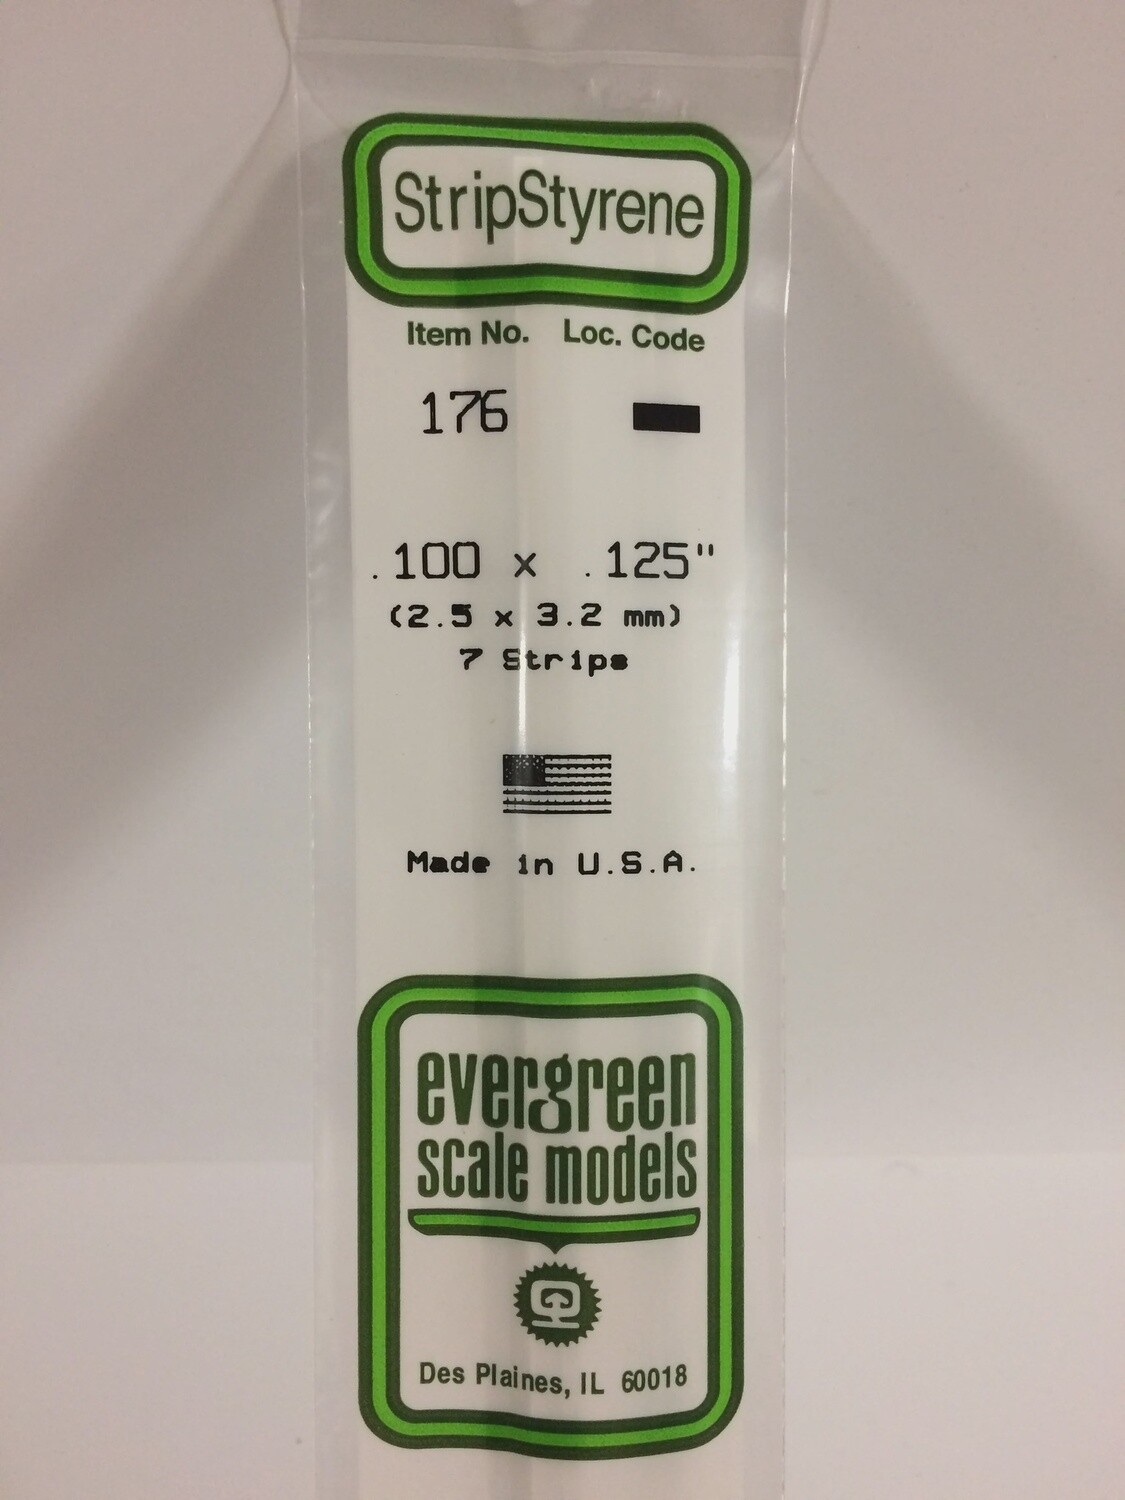 StripStyrene
Item No. Loc. Code
176
.100 x .125"
(2.5 x 3.2 mm)
7 Strips
Made in U.S.A.
evergreen
scale models
Des Plaines, IL 60018